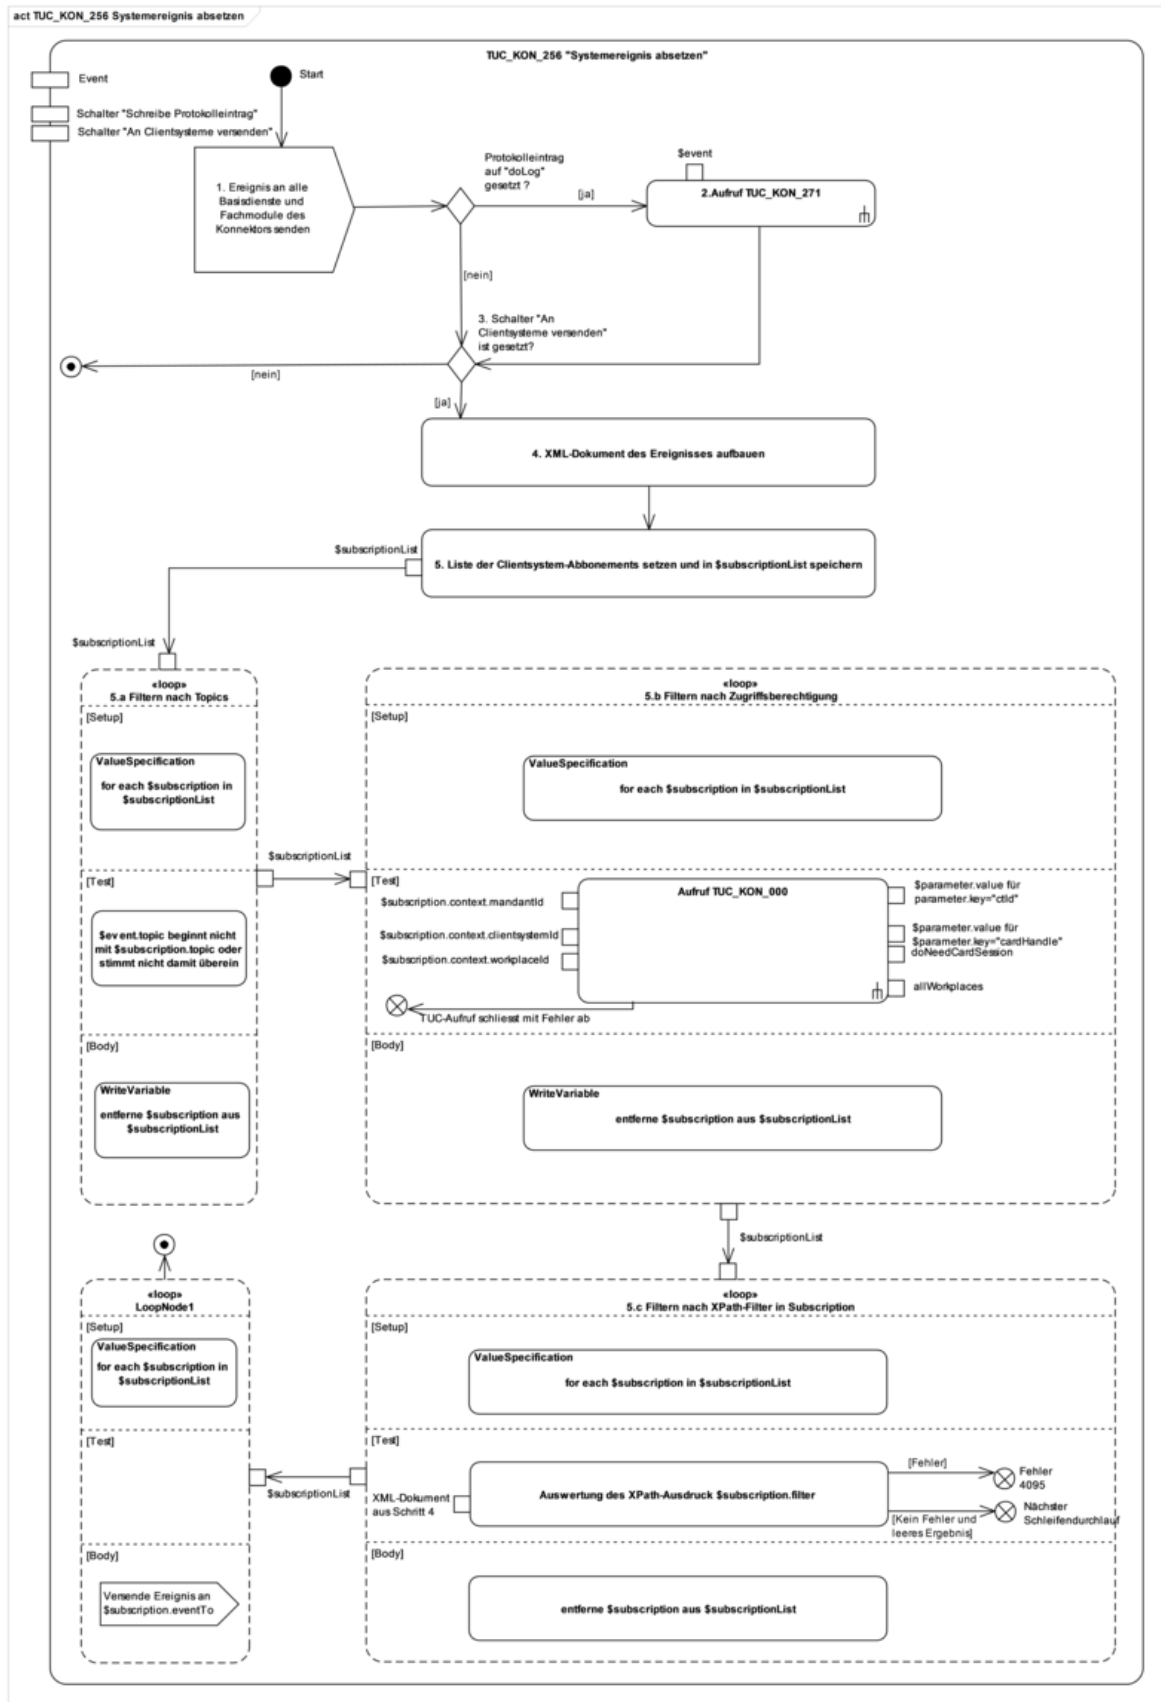 act TUC_KON_256 Systemereignis absetzen
TUC_KON_256 "Systemereignis absetzen"
Event
Start
Schalter "Schreibe Protokolleintrag"
Schalter "An Clientsysteme versenden"
1. Ereignis an alle
Basisdienste und
Fachmodule des
Konnektors senden
Protokolleintrag
auf "doLog"
gesetzt ?
[ja]
$event
2.Aufruf TUC_KON_271
[nein]
3. Schalter "An
Clientsysteme versenden"
ist gesetzt?
[nein]
[ja]
4. XML-Dokument des Ereignisses aufbauen
$subscriptionList
5. Liste der Clientsystem-Abbonements setzen und in $subscriptionList speichern
$subscriptionList
«loop»
5.a Filtern nach Topics
[Setup]
ValueSpecification
for each $subscription in
$subscriptionList
[Test]
$event.topic beginnt nicht
mit $subscription.topic oder
stimmt nicht damit überein
[Body]
WriteVariable
entferne $subscription aus
$subscriptionList
$subscriptionList
«loop»
5.b Filtern nach Zugriffsberechtigung
[Setup]
ValueSpecification
for each $subscription in $subscriptionList
[Test]
$subscription.context.mandantId
$subscription.context.clientsystemId
$subscription.context.workplaceId
Aufruf TUC_KON_000
$parameter.value für
parameter.key="ctId"
$parameter.value für
$parameter.key="cardHandle"
doNeedCardSession
allWorkplaces
TUC-Aufruf schliesst mit Fehler ab
[Body]
WriteVariable
entferne $subscription aus $subscriptionList
$subscriptionList
«loop»
5.c Filtern nach XPath-Filter in Subscription
[Setup]
ValueSpecification
for each $subscription in $subscriptionList
[Test]
XML-Dokument
aus Schritt 4
Auswertung des XPath-Ausdruck $subscription.filter
[Fehler]
Fehler
4095
[Kein Fehler und
leeres Ergebnis]
Nächster
Schleifendurchlauf
[Body]
entferne $subscription aus $subscriptionList
$subscriptionList
«loop»
LoopNode1
[Setup]
ValueSpecification
for each $subscription in
$subscriptionList
[Test]
[Body]
Versende Ereignis an
$subscription.eventTo